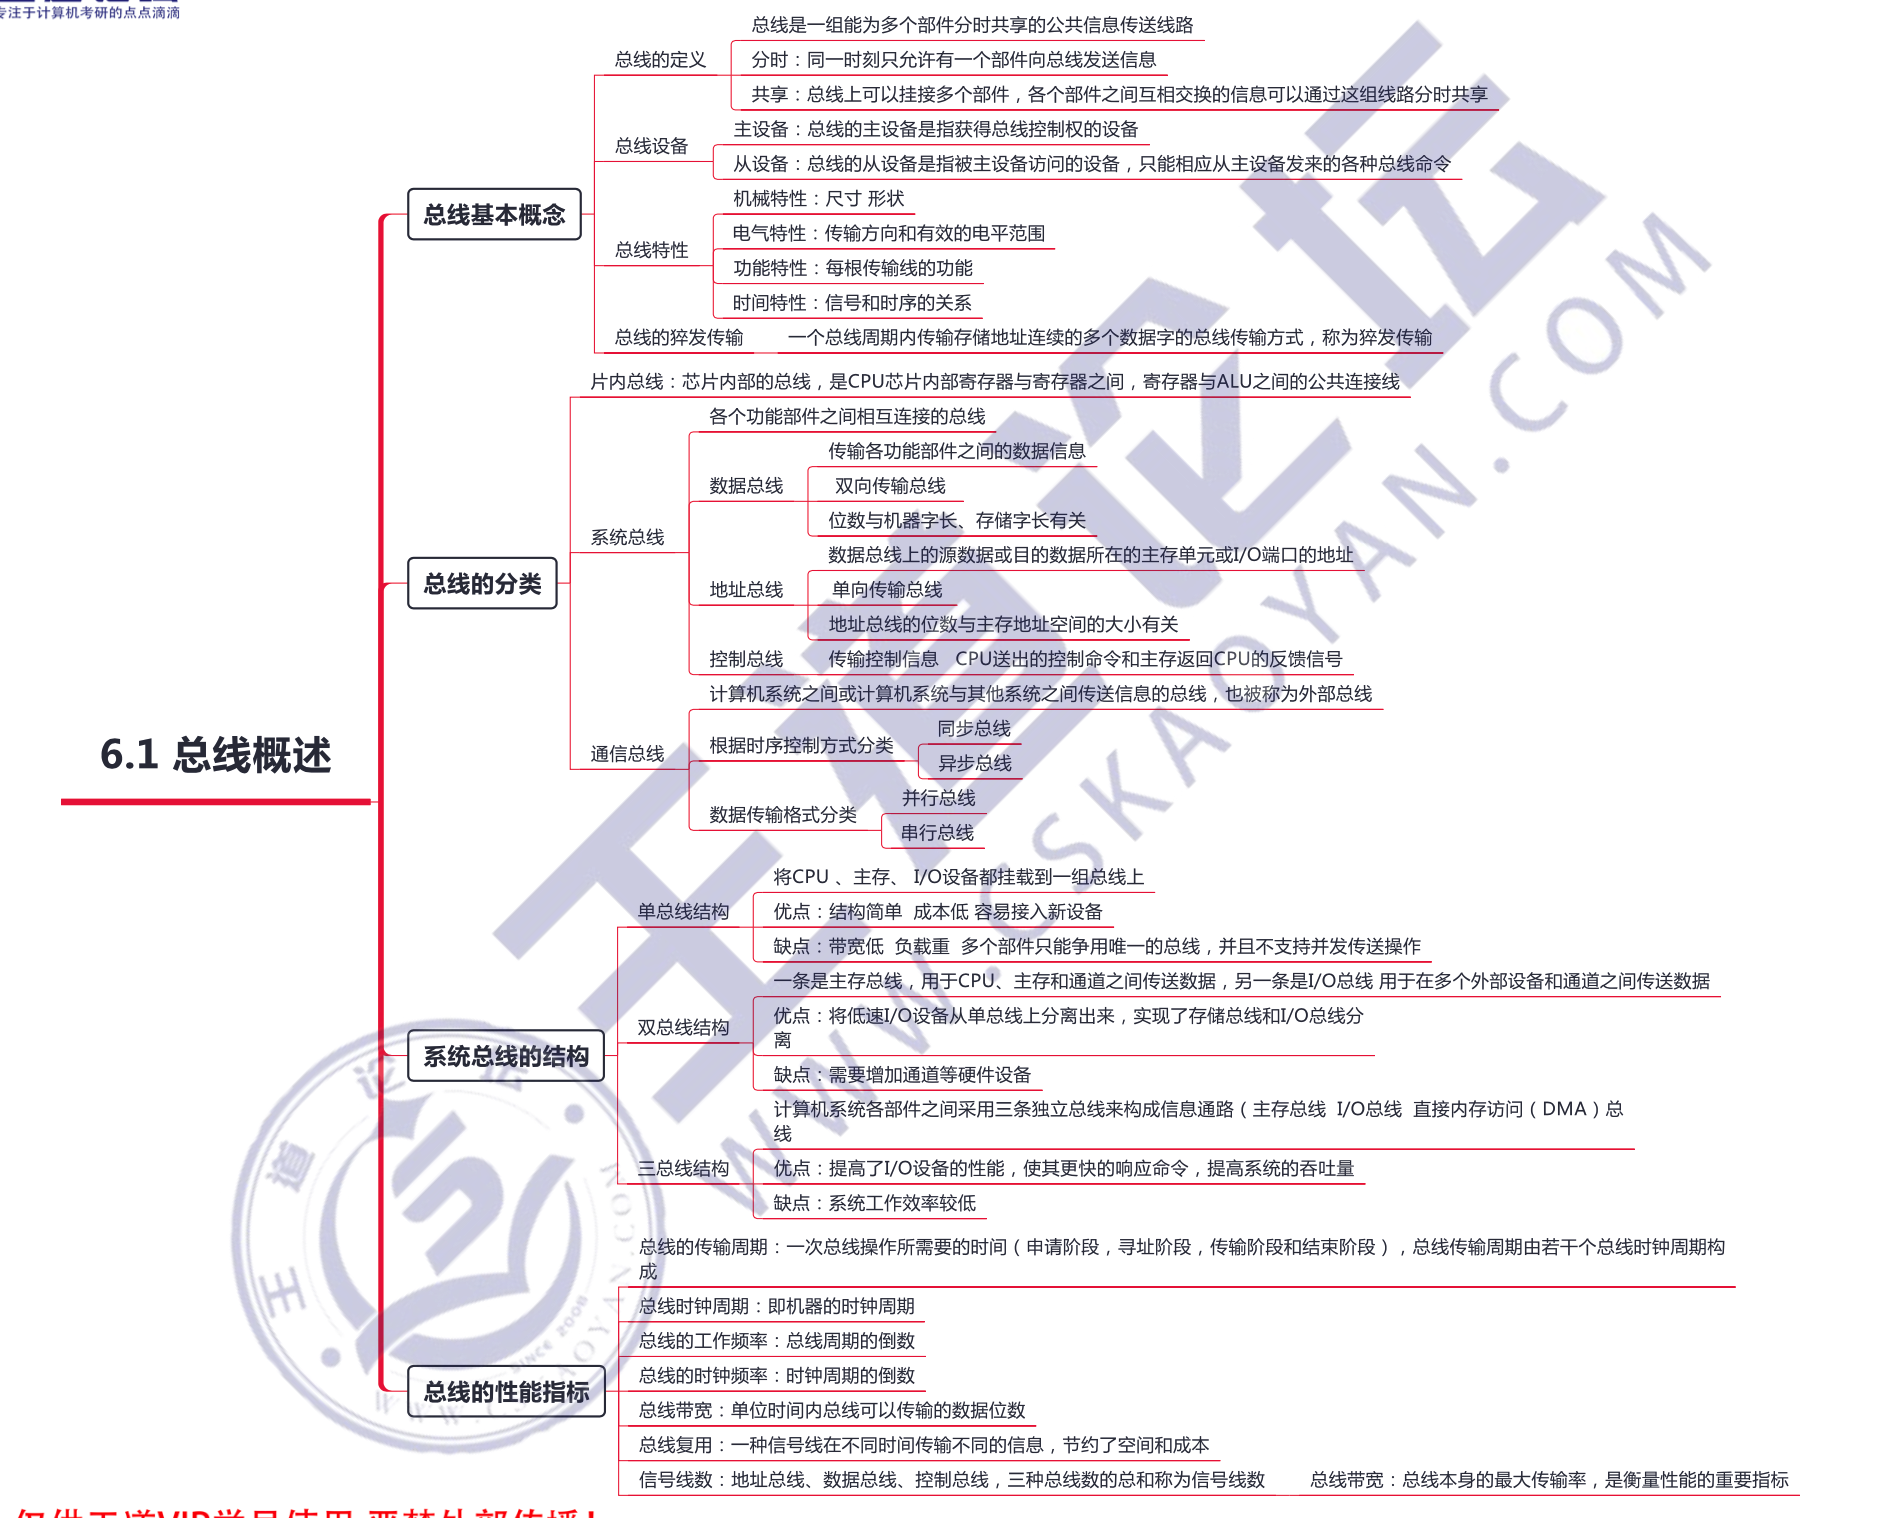 专注于计算机考研的点点滴滴
总线是一组能为多个部件分时共享的公共信息传送线路
总线的定义
分时：同一时刻只允许有一个部件向总线发送信息
共享：总线上可以挂接多个部件，各个部件之间互相交换的信息可以通过这组线路分时共享
主设备：总线的主设备是指获得总线控制权的设备
总线设备
从设备：总线的从设备是指被主设备访问的设备，只能相应从主设备发来的各种总线命令
机械特性：尺寸 形状
总线基本概念
电气特性：传输方向和有效的电平范围
总线特性
功能特性：每根传输线的功能
时间特性：信号和时序的关系
总线的猝发传输 一个总线周期内传输存储地址连续的多个数据字的总线传输方式，称为猝发传输
片内总线：芯片内部的总线，是CPU芯片内部寄存器与寄存器之间，寄存器与ALU之间的公共连接线
各个功能部件之间相互连接的总线
传输各功能部件之间的数据信息
数据总线 双向传输总线
位数与机器字长、存储字长有关
系统总线
数据总线上的源数据或目的数据所在的主存单元或I/O端口的地址
总线的分类
地址总线 单向传输总线
地址总线的位数与主存地址空间的大小有关
控制总线 传输控制信息 CPU送出的控制命令和主存返回CPU的反馈信号
计算机系统之间或计算机系统与其他系统之间传送信息的总线，也被称为外部总线
同步总线
根据时序控制方式分类
通信总线
异步总线
6.1 总线概述
并行总线
数据传输格式分类
串行总线
将CPU 、主存、 I/O设备都挂载到一组总线上
单总线结构 优点：结构简单 成本低 容易接入新设备
缺点：带宽低 负载重 多个部件只能争用唯一的总线，并且不支持并发传送操作
一条是主存总线，用于CPU、主存和通道之间传送数据，另一条是I/O总线 用于在多个外部设备和通道之间传送数据
双总线结构
优点：将低速I/O设备从单总线上分离出来，实现了存储总线和I/O总线分
离
系统总线的结构
缺点：需要增加通道等硬件设备
计算机系统各部件之间采用三条独立总线来构成信息通路（主存总线 I/O总线 直接内存访问（DMA）总
线
三总线结构 优点：提高了I/O设备的性能，使其更快的响应命令，提高系统的吞吐量
缺点：系统工作效率较低
总线的传输周期：一次总线操作所需要的时间（申请阶段，寻址阶段，传输阶段和结束阶段），总线传输周期由若干个总线时钟周期构
成
总线时钟周期：即机器的时钟周期
总线的工作频率：总线周期的倒数
总线的时钟频率：时钟周期的倒数
总线的性能指标
总线带宽：单位时间内总线可以传输的数据位数
总线复用：一种信号线在不同时间传输不同的信息，节约了空间和成本
信号线数：地址总线、数据总线、控制总线，三种总线数的总和称为信号线数 总线带宽：总线本身的最大传输率，是衡量性能的重要指标
王道论坛
WWW.CSKAOYAN.COM
王道论坛
SINCE 2008
WWW.CSKAOYAN.COM
仅供王道VIP学员使用 严禁外部传播！